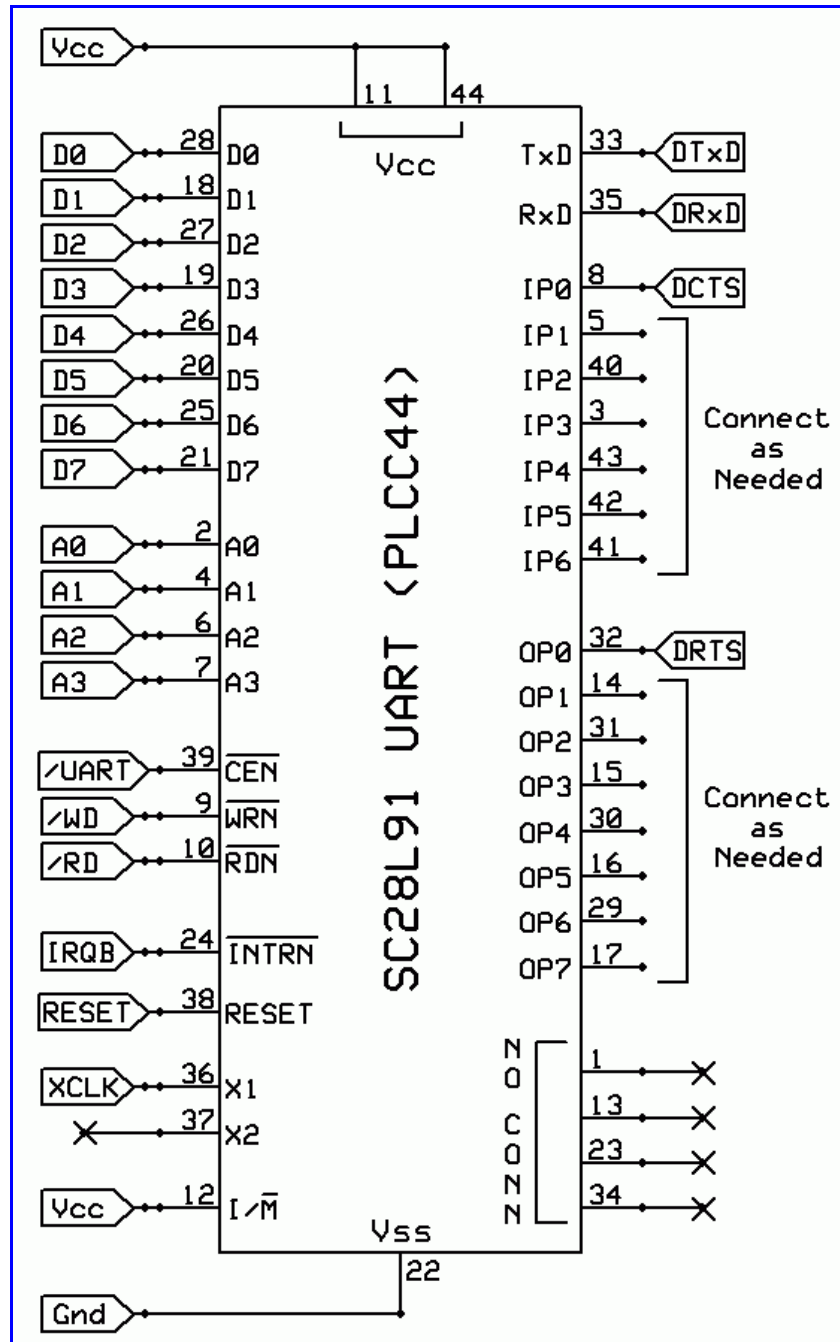 Vcc
11 44
Vcc
D0 28 D0
D1 18 D1
D2 27 D2
D3 19 D3
D4 26 D4
D5 20 D5
D6 25 D6
D7 21 D7
A0 2 A0
A1 4 A1
A2 6 A2
A3 7 A3
/UART 39 CEN
/WD 9 WRN
/RD 10 RDN
IRQB 24 INTRN
RESET 38 RESET
XCLK 36 X1
37 X2
Vcc 12 I/M
Vss
22
Gnd
SC28L91 UART (PLCC44)
TxD 33 DTxD
RxD 35 DRxD
IP0 8 DCTS
IP1 5
IP2 40
IP3 3
IP4 43
IP5 42
IP6 41
Connect
as
Needed
OP0 32 DRTS
OP1 14
OP2 31
OP3 15
OP4 30
OP5 16
OP6 29
OP7 17
Connect
as
Needed
NO CONN
1
13
23
34